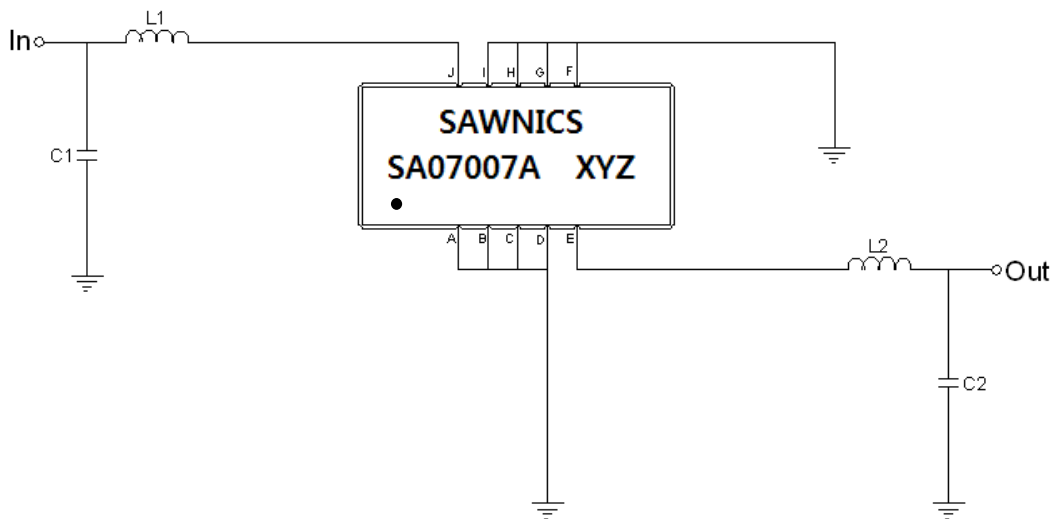 L1
In
J I H G F
SAWNICS
C1
SA07007A XYZ
A B C D E
L2
Out
C2